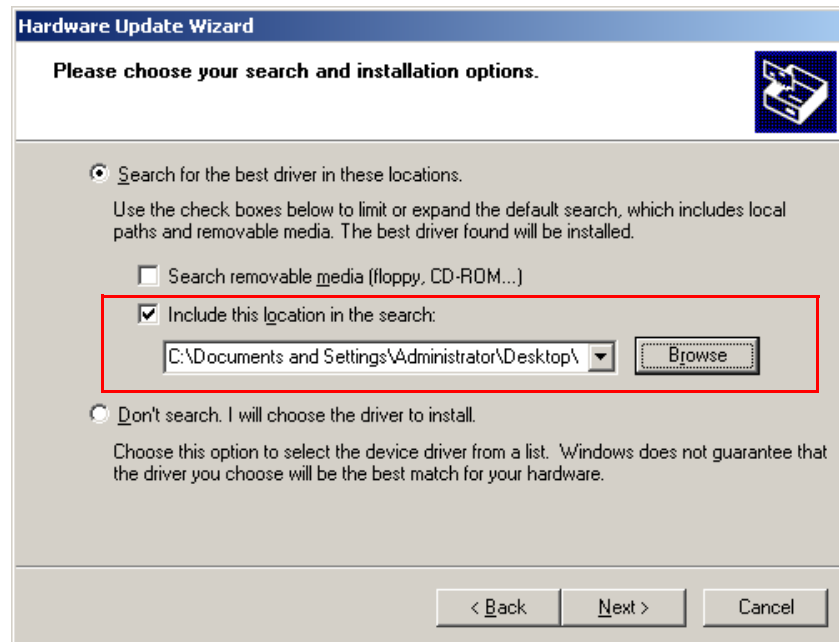 Hardware Update Wizard
Please choose your search and installation options.
Search for the best driver in these locations.
Use the check boxes below to limit or expand the default search, which includes local
paths and removable media. The best driver found will be installed.
Search removable media (floppy, CD-ROM...)
Include this location in the search:
C:\Documents and Settings\Administrator\Desktop\ Browse
Don't search. I will choose the driver to install.
Choose this option to select the device driver from a list.  Windows does not guarantee that
the driver you choose will be the best match for your hardware.
< Back Next > Cancel